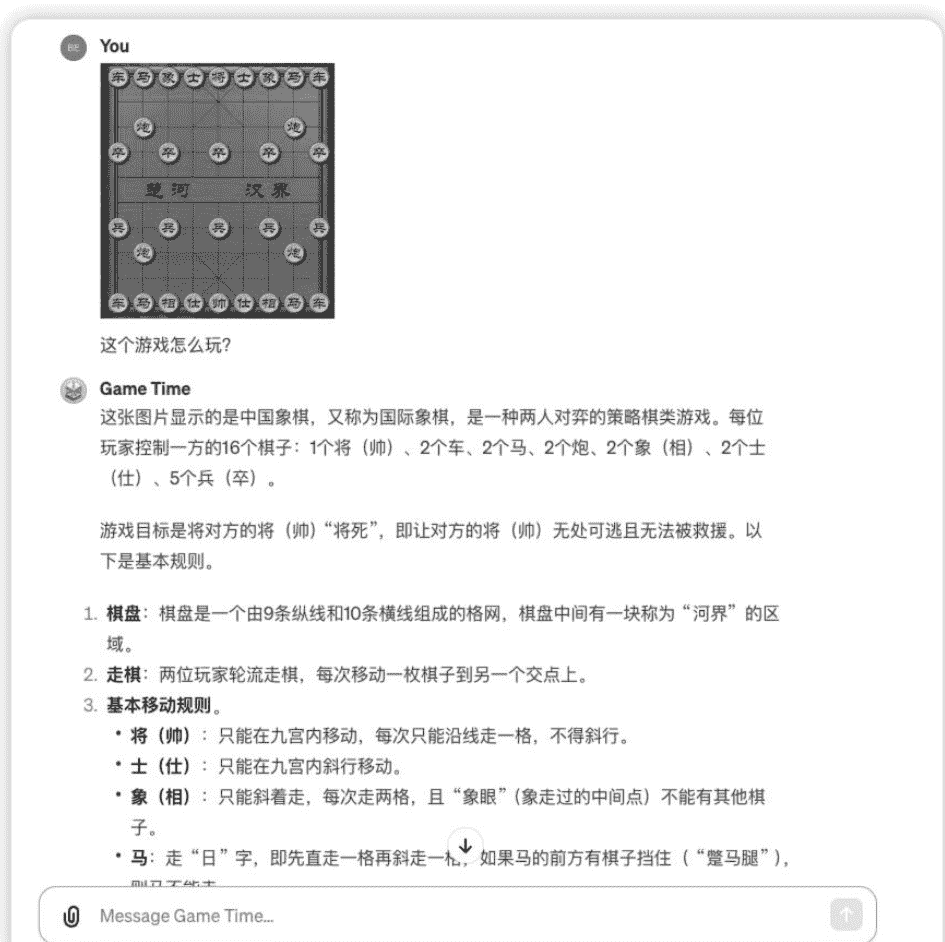 BE You
车马象士将士象马车
炮 炮
卒 卒 卒 卒 卒
楚河 汉界
兵 兵 兵 兵 兵
炮 炮
车马相仕帅仕相马车
这个游戏怎么玩?
Game Time
这张图片显示的是中国象棋，又称为国际象棋，是一种两人对弈的策略棋类游戏。每位
玩家控制一方的16个棋子：1个将（帅）、2个车、2个马、2个炮、2个象（相）、2个士
（仕）、5个兵（卒）。
游戏目标是将对方的将（帅）“将死”，即让对方的将（帅）无处可逃且无法被救援。以
下是基本规则。
1. 棋盘：棋盘是一个由9条纵线和10条横线组成的格网，棋盘中间有一块称为“河界”的区
域。
2. 走棋：两位玩家轮流走棋，每次移动一枚棋子到另一个交点上。
3. 基本移动规则。
• 将（帅）：只能在九宫内移动，每次只能沿线走一格，不得斜行。
• 士（仕）：只能在九宫内斜行移动。
• 象（相）：只能斜着走，每次走两格，且“象眼”（象走过的中间点）不能有其他棋
子。
• 马：走“日”字，即先直走一格再斜走一格，如果马的前方有棋子挡住（“蹩马腿”），
则马不能走
Message Game Time...